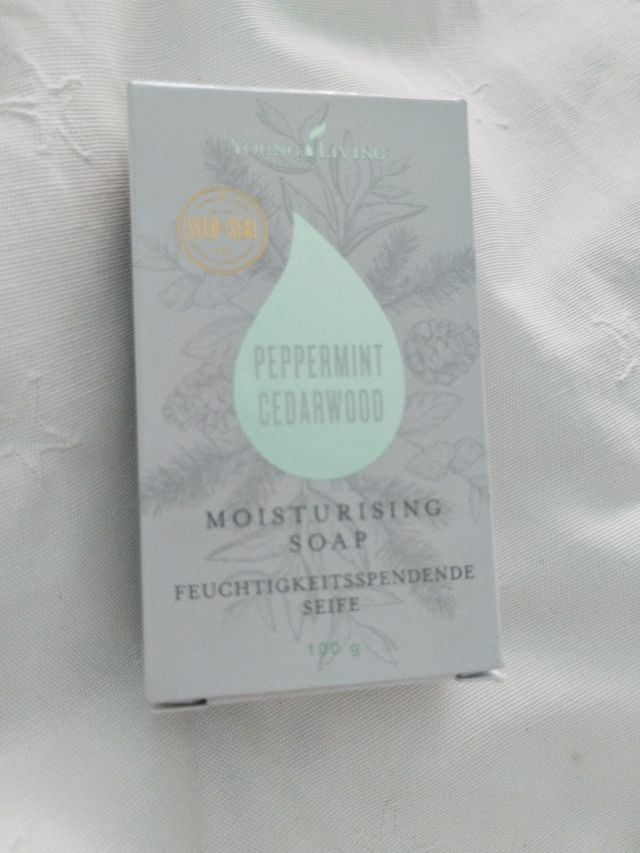 YOUNG LIVING
SEED TO SEAL
PEPPERMINT
CEDARWOOD
MOISTURISING
SOAP
FEUCHTIGKEITSSPENDENDE
SEIFE
100 g